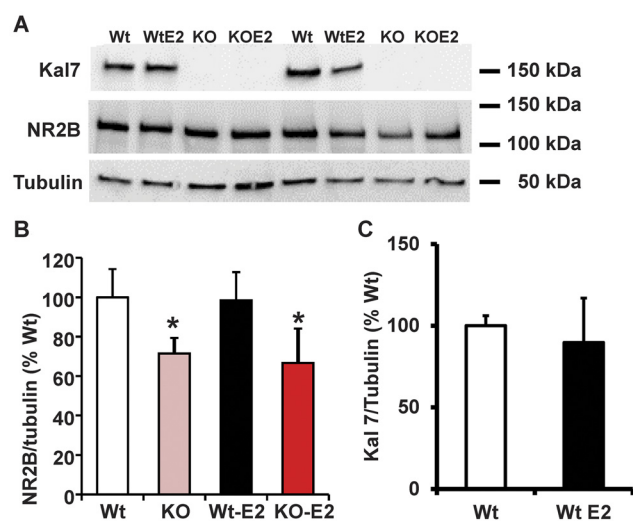 A
Wt WtE2 KO KOE2 Wt WtE2 KO KOE2
Kal7
150 kDa
150 kDa
NR2B
100 kDa
Tubulin
50 kDa
B
NR2B/tubulin (% Wt)
120
100
80
60
40
20
0
*
*
Wt KO Wt-E2 KO-E2
C
Kal 7/Tubulin (% Wt)
150
100
50
0
Wt Wt E2